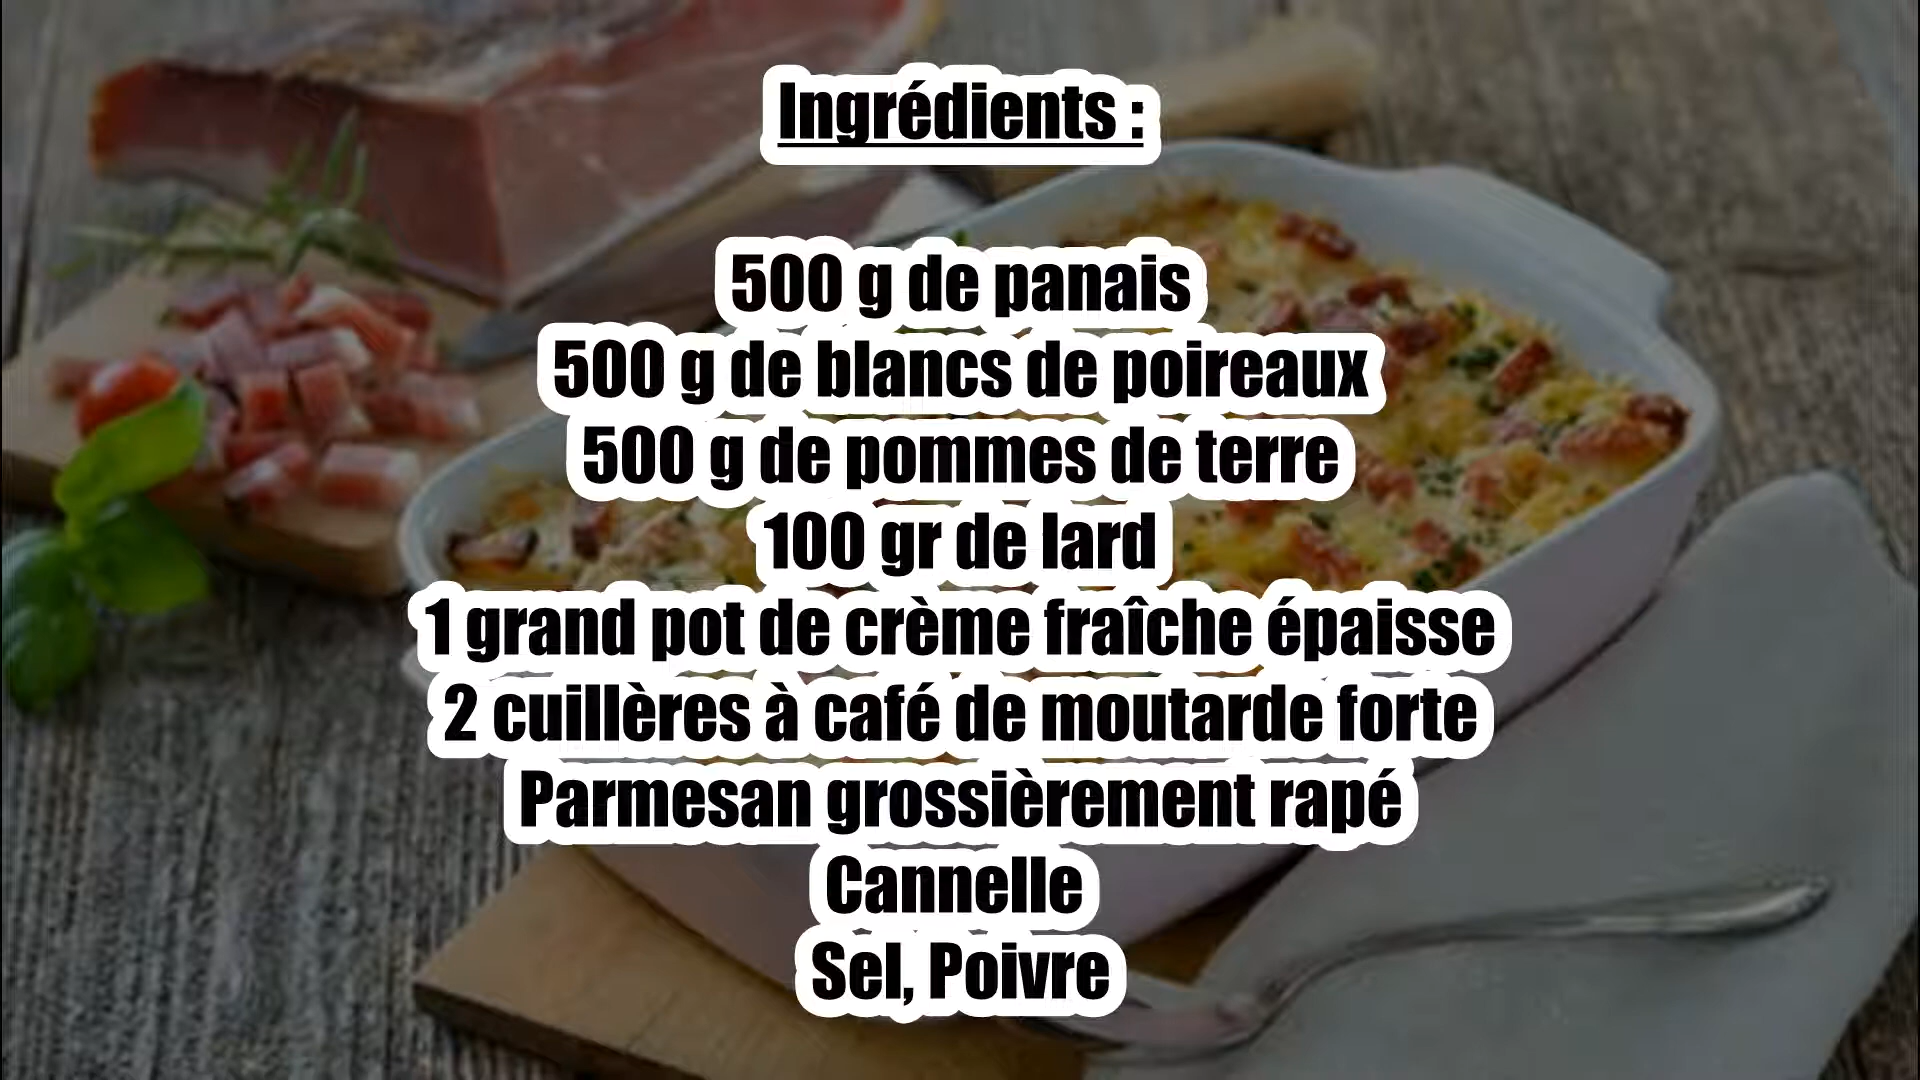 Ingrédients :
500 g de panais
500 g de blancs de poireaux
500 g de pommes de terre
100 gr de lard
1 grand pot de crème fraîche épaisse
2 cuillères à café de moutarde forte
Parmesan grossièrement rapé
Cannelle
Sel, Poivre